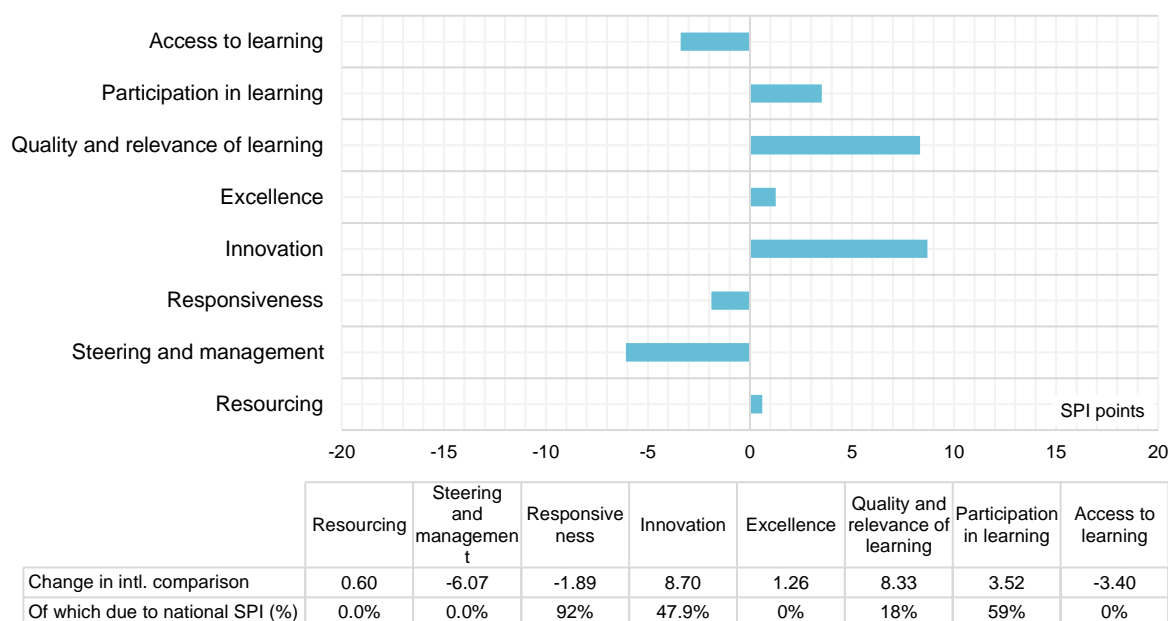 Access to learning
Participation in learning
Quality and relevance of learning
Excellence
Innovation
Responsiveness
Steering and management
Resourcing
SPI points
-20 -15 -10 -5 0 5 10 15 20
Resourcing
Steering
and
managemen
t
Responsive
ness
Innovation
Excellence
Quality and
relevance of
learning
Participation
in learning
Access to
learning
Change in intl. comparison 0.60 -6.07 -1.89 8.70 1.26 8.33 3.52 -3.40
Of which due to national SPI (%) 0.0% 0.0% 92% 47.9% 0% 18% 59% 0%